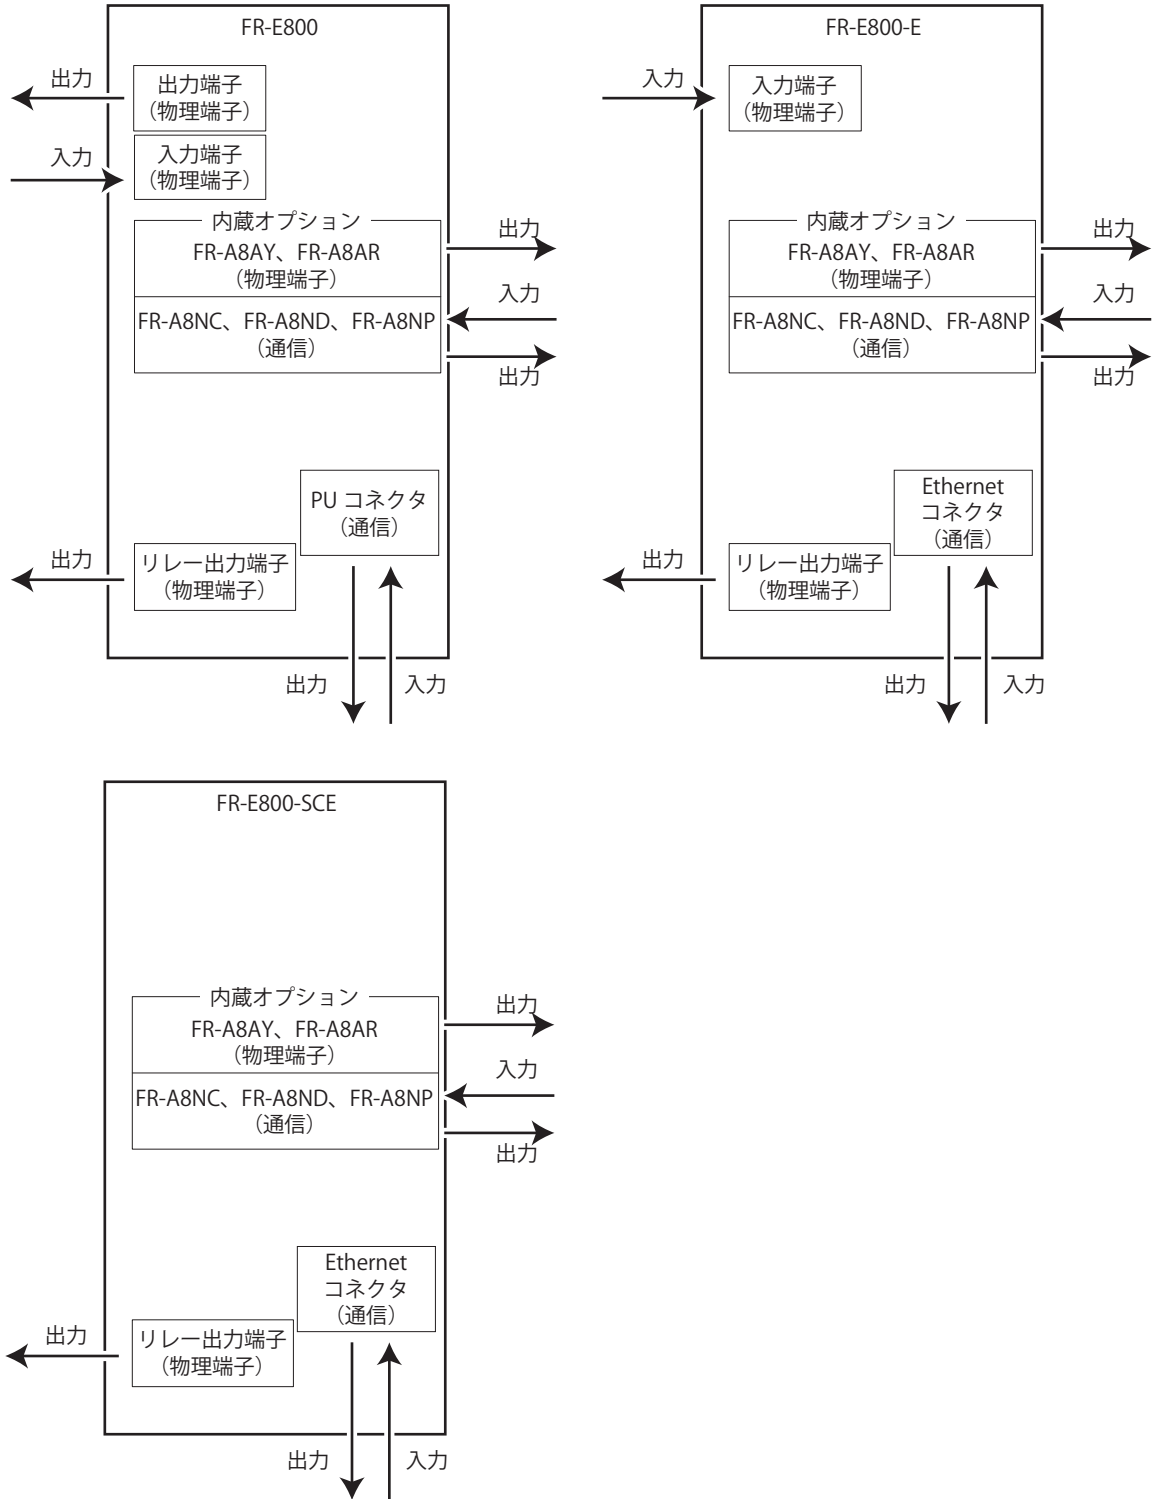 FR-E800
出力
出力端子
（物理端子）
入力
入力端子
（物理端子）
内蔵オプション
FR-A8AY、FR-A8AR
（物理端子）
出力
入力
FR-A8NC、FR-A8ND、FR-A8NP
（通信）
出力
PU コネクタ
（通信）
出力
リレー出力端子
（物理端子）
出力
入力
FR-E800-E
入力
入力端子
（物理端子）
内蔵オプション
FR-A8AY、FR-A8AR
（物理端子）
出力
入力
FR-A8NC、FR-A8ND、FR-A8NP
（通信）
出力
Ethernet
コネクタ
（通信）
出力
リレー出力端子
（物理端子）
出力
入力
FR-E800-SCE
内蔵オプション
FR-A8AY、FR-A8AR
（物理端子）
出力
入力
FR-A8NC、FR-A8ND、FR-A8NP
（通信）
出力
Ethernet
コネクタ
（通信）
出力
リレー出力端子
（物理端子）
出力
入力